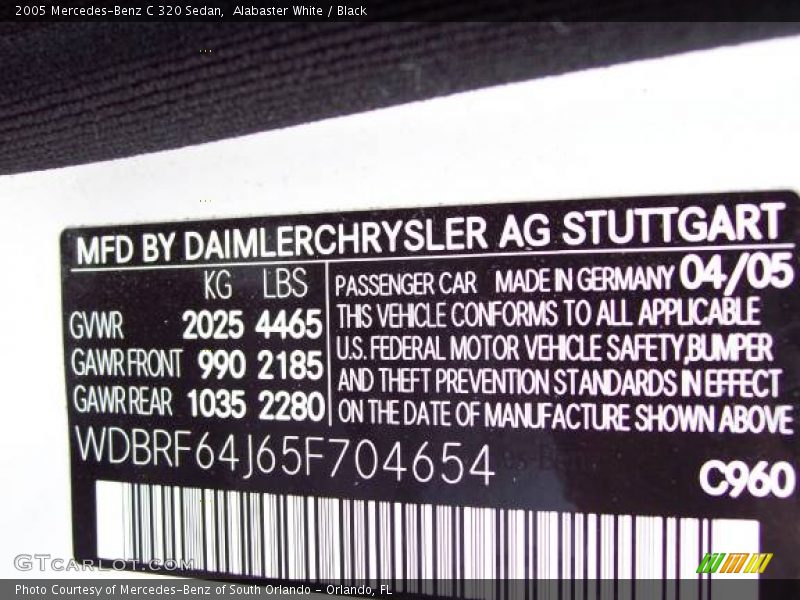 2005 Mercedes-Benz C 320 Sedan,  Alabaster White / Black
MFD BY DAIMLERCHRYSLER AG STUTTGART
KG LBS
GVWR 2025 4465
GAWR FRONT 990 2185
GAWR REAR 1035 2280
PASSENGER CAR MADE IN GERMANY 04/05
THIS VEHICLE CONFORMS TO ALL APPLICABLE
U.S. FEDERAL MOTOR VEHICLE SAFETY,BUMPER
AND THEFT PREVENTION STANDARDS IN EFFECT
ON THE DATE OF MANUFACTURE SHOWN ABOVE
WDBRF64J65F704654
C960
GTCARLOT.COM
Photo Courtesy of Mercedes-Benz of South Orlando - Orlando, FL